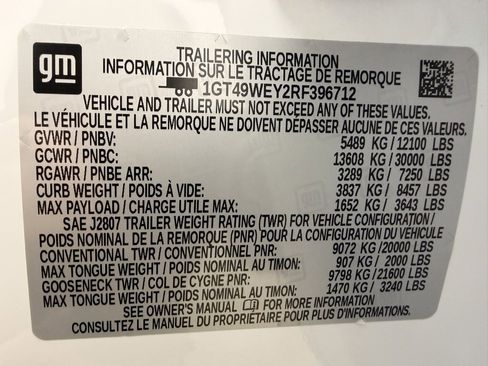 gm
TRAILERING INFORMATION
INFORMATION SUR LE TRACTAGE DE REMORQUE
1GT49WEY2RF396712
VEHICLE AND TRAILER MUST NOT EXCEED ANY OF THESE VALUES.
LE VÉHICULE ET LA REMORQUE NE DOIVENT DÉPASSER AUCUNE DE CES VALEURS.
GVWR / PNBV: 5489 KG / 12100 LBS
GCWR / PNBC: 13608 KG / 30000 LBS
RGAWR / PNBE ARR: 3289 KG / 7250 LBS
CURB WEIGHT / POIDS À VIDE: 3837 KG / 8457 LBS
MAX PAYLOAD / CHARGE UTILE MAX: 1652 KG / 3643 LBS
SAE J2807 TRAILER WEIGHT RATING (TWR) FOR VEHICLE CONFIGURATION /
POIDS NOMINAL DE LA REMORQUE (PNR) POUR LA CONFIGURATION DU VÉHICULE
CONVENTIONAL TWR / CONVENTIONNEL PNR: 9072 KG /20000 LBS
MAX TONGUE WEIGHT / POIDS NOMINAL AU TIMON: 907 KG / 2000 LBS
GOOSENECK TWR / COL DE CYGNE PNR: 9798 KG /21600 LBS
MAX TONGUE WEIGHT / POIDS NOMINAL AU TIMON: 1470 KG / 3240 LBS
SEE OWNER'S MANUAL FOR MORE INFORMATION
CONSULTEZ LE MANUEL DU PROPRIÉTAIRE POUR PLUS D'INFORMATIONS.